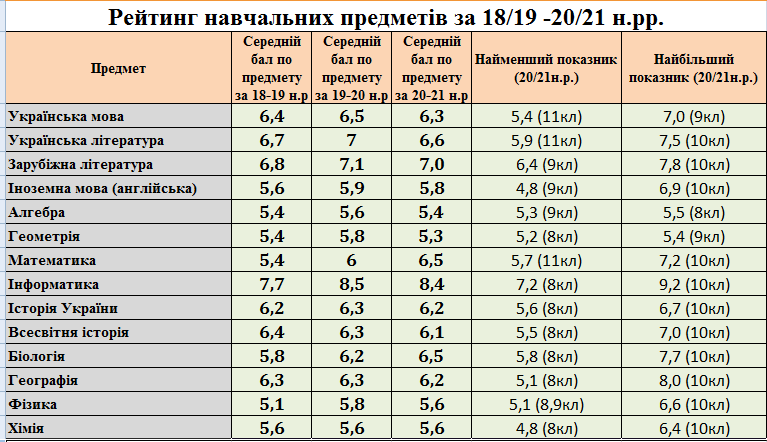 Рейтинг навчальних предметів за 18/19 -20/21 н.рр.
Предмет
Середній бал по предмету за 18-19 н.р
Середній бал по предмету за 19-20 н.р
Середній бал по предмету за 20-21 н.р
Найменший показник (20/21н.р.)
Найбільший показник (20/21н.р.)
Українська мова 6,4 6,5 6,3 5,4 (11кл) 7,0 (9кл)
Українська література 6,7 7 6,6 5,9 (11кл) 7,5 (10кл)
Зарубіжна література 6,8 7,1 7,0 6,4 (9кл) 7,8 (10кл)
Іноземна мова (англійська) 5,6 5,9 5,8 4,8 (9кл) 6,9 (10кл)
Алгебра 5,4 5,6 5,4 5,3 (9кл) 5,5 (8кл)
Геометрія 5,4 5,8 5,3 5,2 (8кл) 5,4 (9кл)
Математика 5,4 6 6,5 5,7 (11кл) 7,2 (10кл)
Інформатика 7,7 8,5 8,4 7,2 (8кл) 9,2 (10кл)
Історія України 6,2 6,3 6,2 5,6 (8кл) 6,7 (10кл)
Всесвітня історія 6,4 6,3 6,1 5,5 (8кл) 7,0 (10кл)
Біологія 5,8 6,2 6,5 5,8 (8кл) 7,7 (10кл)
Географія 6,3 6,3 6,2 5,1 (8кл) 8,0 (10кл)
Фізика 5,1 5,8 5,6 5,1 (8,9кл) 6,6 (10кл)
Хімія 5,6 5,6 5,6 4,8 (8кл) 6,4 (10кл)